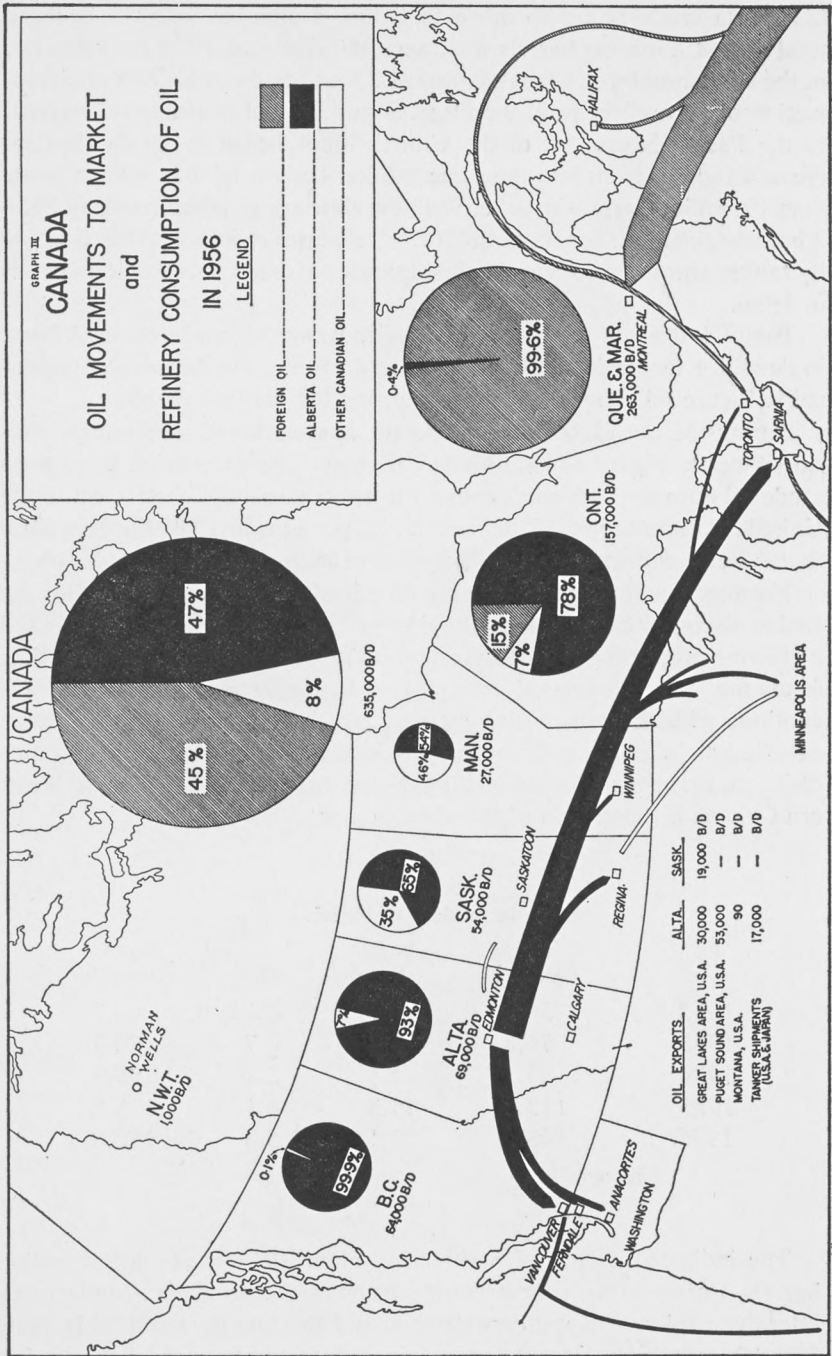 GRAPH III
CANADA
OIL MOVEMENTS TO MARKET
and
REFINERY CONSUMPTION OF OIL
IN 1956
LEGEND
FOREIGN OIL
ALBERTA OIL
OTHER CANADIAN OIL
CANADA
45%
47%
8%
635,000 B/D
NORMAN
WELLS
N.W.T.
1,000 B/D
0·1%
99·9%
B.C.
64,000 B/D
7%
93%
ALTA.
69,000 B/D
35%
65%
SASK.
54,000 B/D
46%
54%
MAN.
27,000 B/D
15%
7%
78%
ONT.
157,000 B/D
0·4%
99·6%
QUE. & MAR.
263,000 B/D
MONTREAL
HALIFAX
TORONTO
SARNIA
EDMONTON
CALGARY
SASKATOON
REGINA
WINNIPEG
VANCOUVER
FERNDALE
ANACORTES
WASHINGTON
MINNEAPOLIS AREA
OIL EXPORTS ALTA. SASK.
GREAT LAKES AREA, U.S.A. 30,000 19,000 B/D
PUGET SOUND AREA, U.S.A. 53,000 — B/D
MONTANA, U.S.A. 90 — B/D
TANKER SHIPMENTS 17,000 — B/D
(U.S.A. & JAPAN)